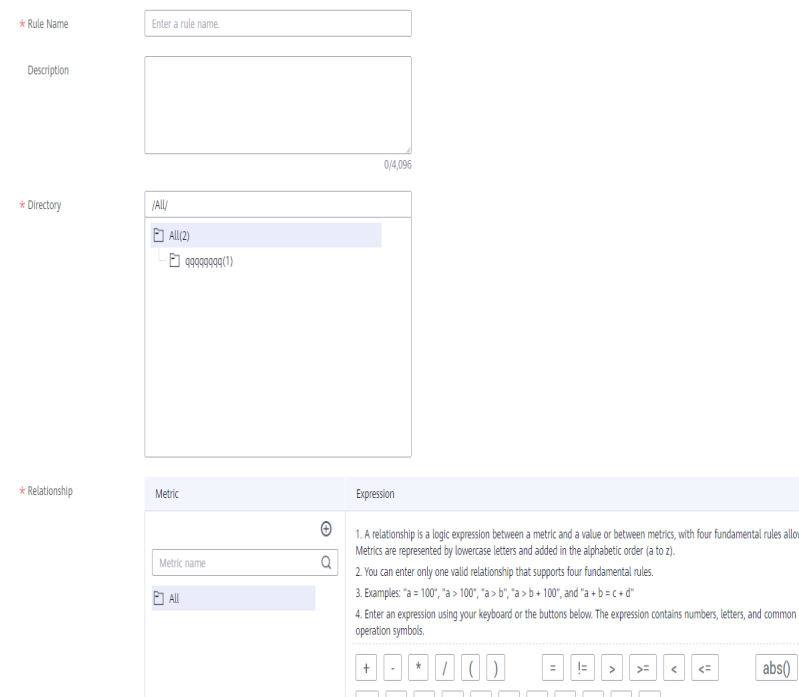 * Rule Name
Enter a rule name.
Description
0/4,096
* Directory
/All/
All(2)
qqqqqqqq(1)
* Relationship
Metric
Expression
1. A relationship is a logic expression between a metric and a value or between metrics, with four fundamental rules allow
Metrics are represented by lowercase letters and added in the alphabetic order (a to z).
Metric name
2. You can enter only one valid relationship that supports four fundamental rules.
All
3. Examples: "a = 100", "a > 100", "a > b", "a > b + 100", and "a + b = c + d"
4. Enter an expression using your keyboard or the buttons below. The expression contains numbers, letters, and common
operation symbols.
+ - * / ( ) = != > >= < <= abs()